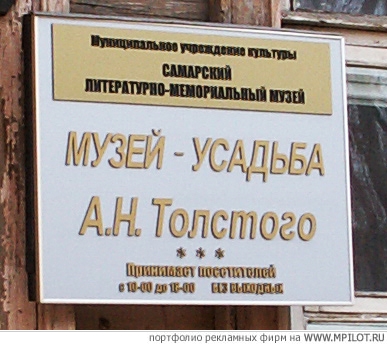 Муниципальное учреждение культуры
САМАРСКИЙ
ЛИТЕРАТУРНО-МЕМОРИАЛЬНЫЙ МУЗЕЙ
МУЗЕЙ - УСАДЬБА
А.Н. Толстого
* * *
Принимает посетителей
с 10-00 до 18-00 БЕЗ ВЫХОДНЫХ
портфолио рекламных фирм на WWW.MPILOT.RU